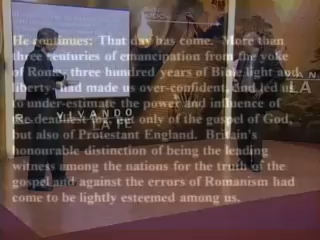 He continues: That day has come. More than
three centuries of emancipation from the yoke
of Rome, three hundred years of Bible light and
liberty, had made us over-confident, and led us
to under-estimate the power and influence of
the deadliest foe, not only of the gospel of God,
but also of Protestant England. Britain's
honourable distinction of being the leading
witness among the nations for the truth of the
gospel and against the errors of Romanism had
come to be lightly esteemed among us.
VIVANDO
LA
LA